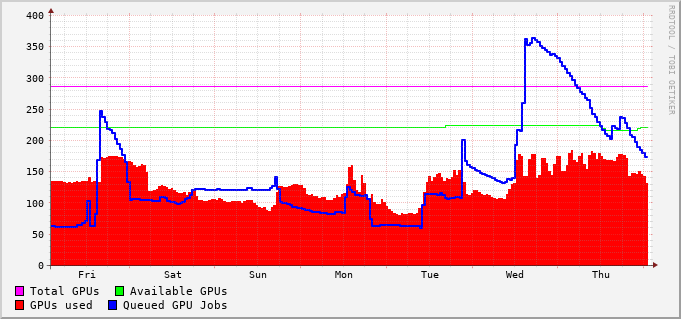 400
350
300
250
200
150
100
50
0
Fri Sat Sun Mon Tue Wed Thu
Total GPUs Available GPUs
GPUs used Queued GPU Jobs
RRDTOOL / TOBI OETIKER